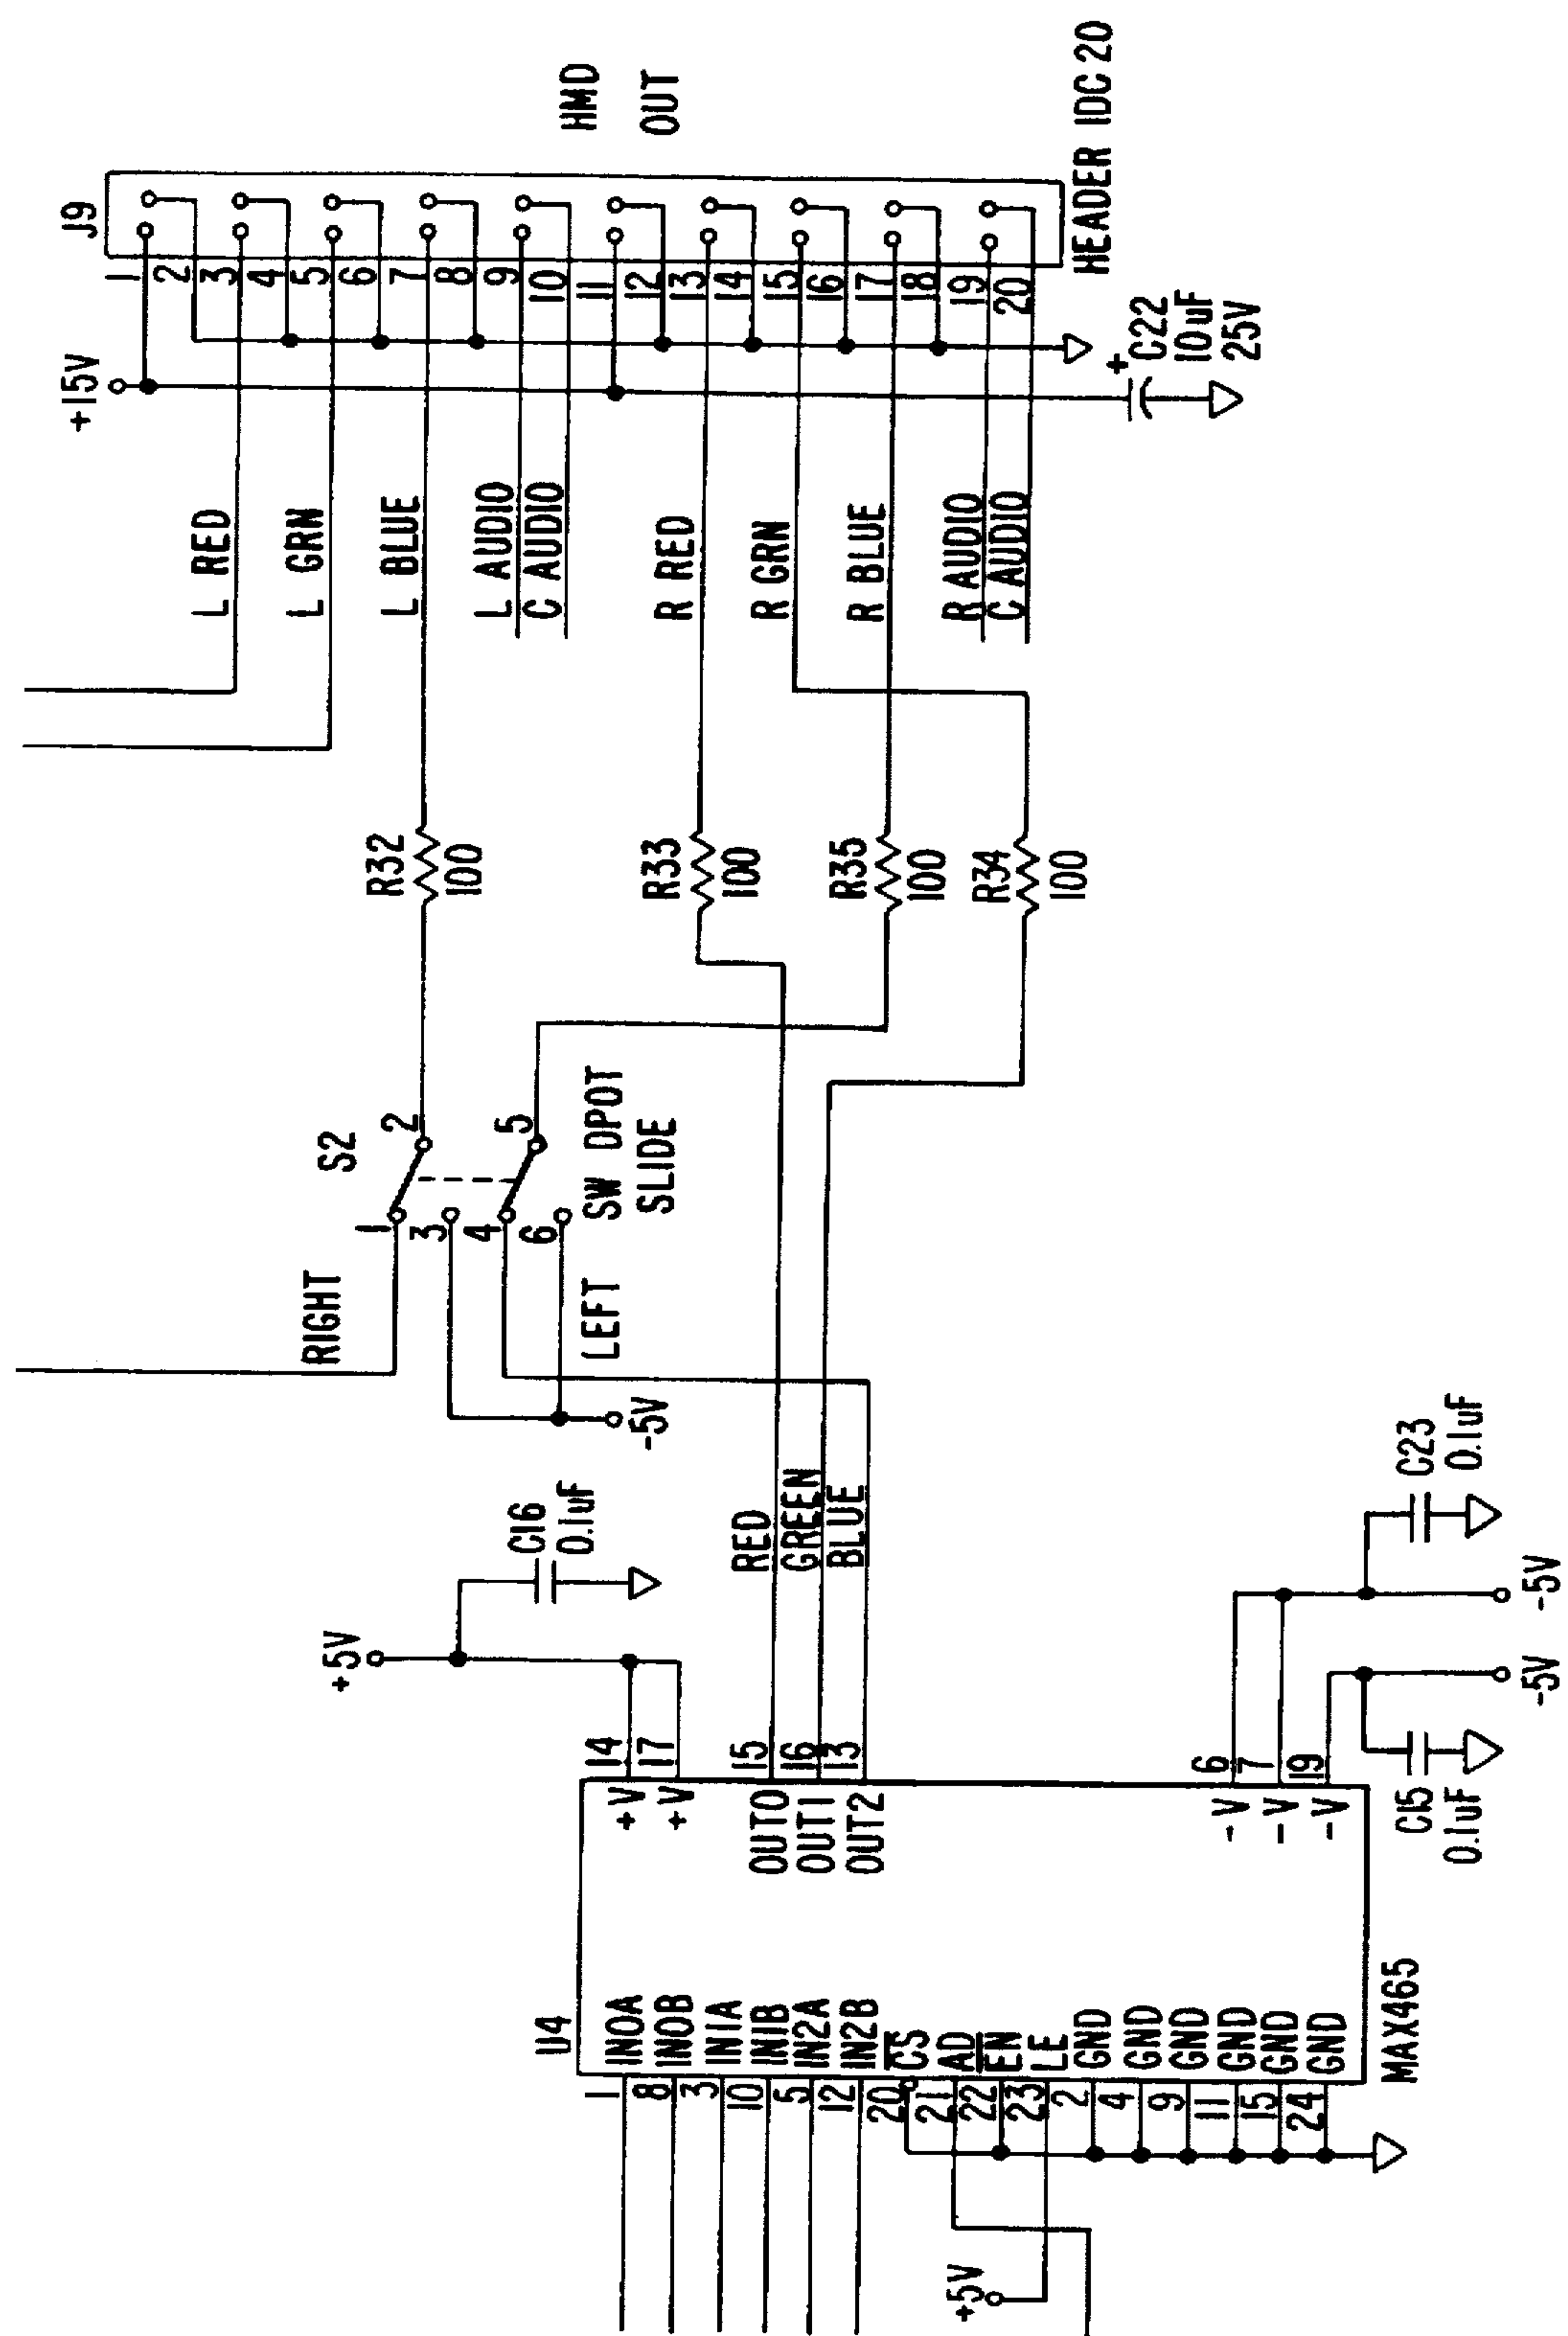 J9
1
2
3
4
5
6
7
8
9
10
11
12
13
14
15
16
17
18
19
20
HMD
OUT
HEADER IDC 20
+15V
+
C22
10uF
25V
L RED
L GRN
L BLUE
L AUDIO
C AUDIO
R RED
R GRN
R BLUE
R AUDIO
C AUDIO
R32
100
R33
100
R35
100
R34
100
S2
2
5
1
3
4
6
SW DPOT
SLIDE
RIGHT
LEFT
-5V
C16
0.1uF
+5V
RED
GREEN
BLUE
C23
0.1uF
-5V
-5V
C15
0.1uF
14
17
15
16
13
6
7
19
+V
+V
OUT0
OUT1
OUT2
-V
-V
-V
U4
IN0A
IN0B
IN1A
IN1B
IN2A
IN2B
CS
AD
EN
LE
GND
GND
GND
GND
GND
GND
MAX465
1
8
3
10
5
12
20
21
22
23
2
4
9
11
15
24
+5V